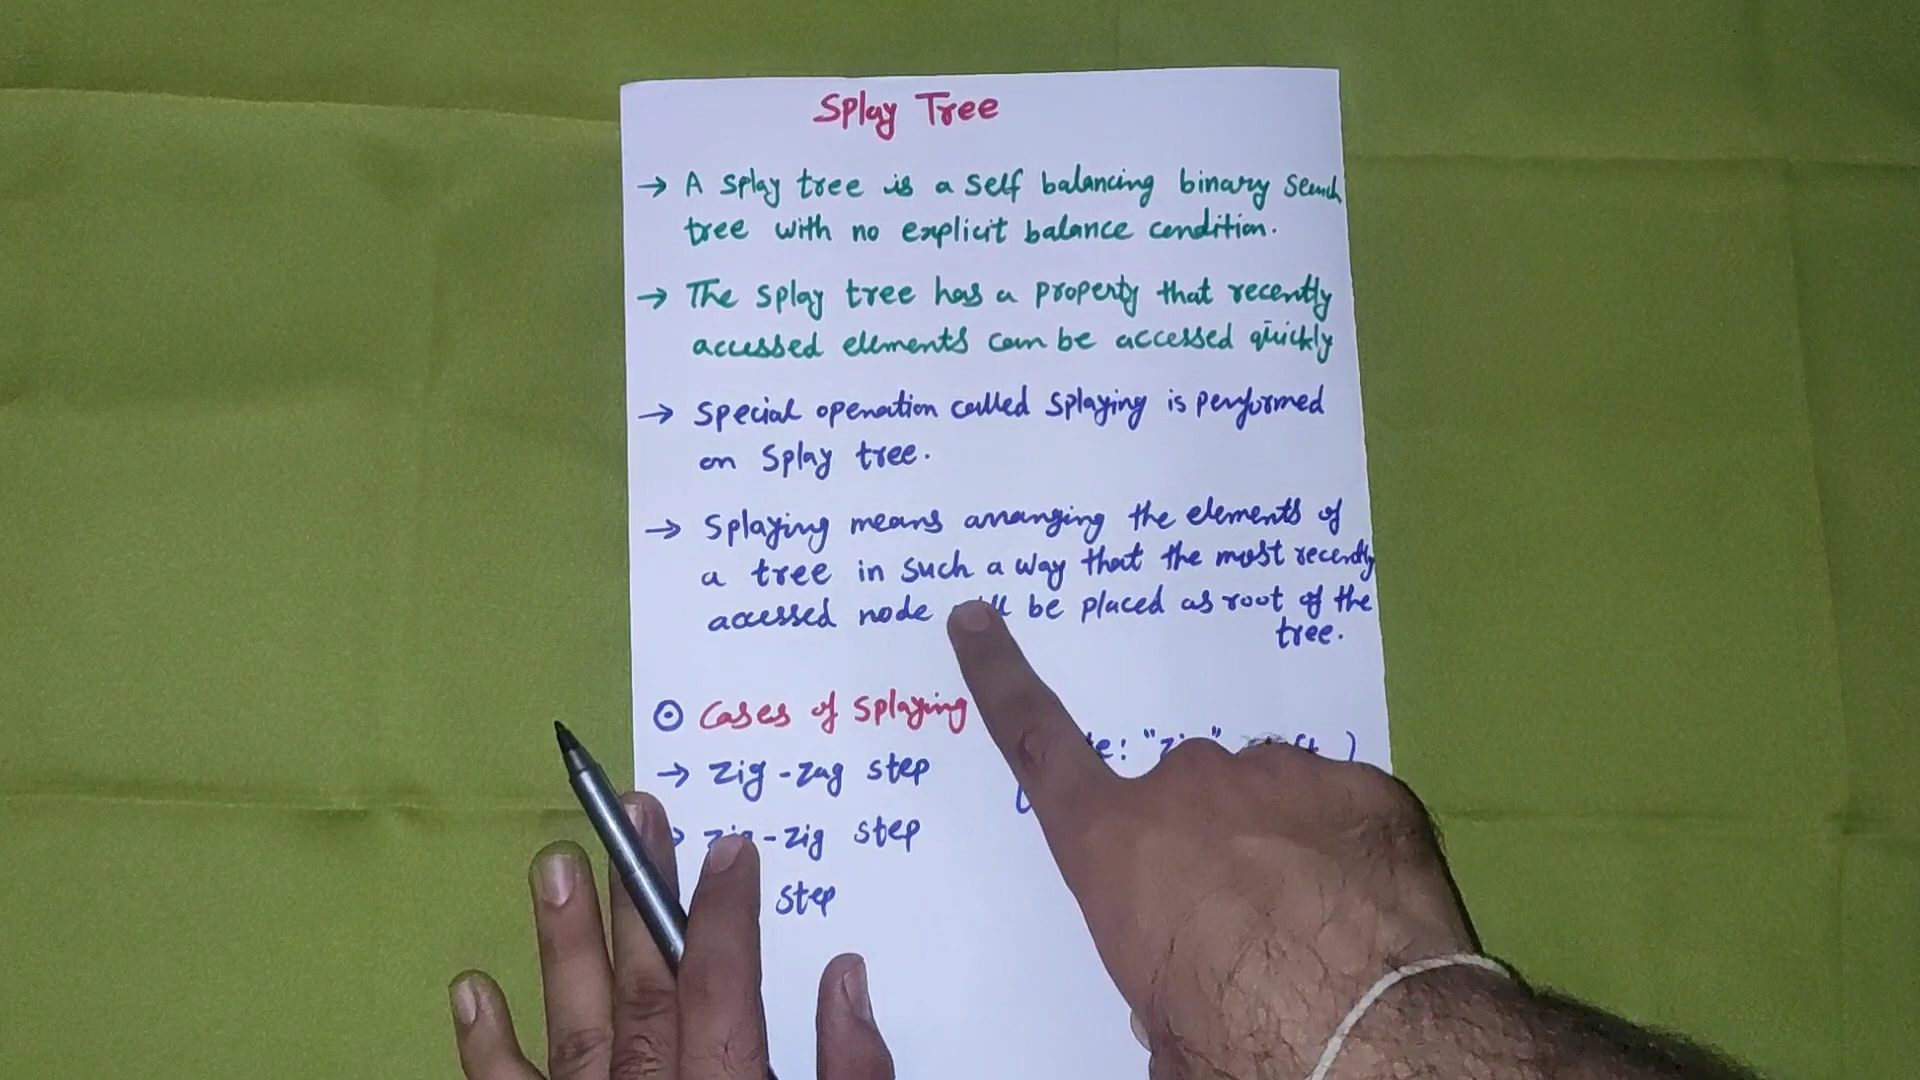 Splay Tree
→ A splay tree is a self balancing binary search
tree with no explicit balance condition.
→ The splay tree has a property that recently
accessed elements can be accessed quickly
→ Special operation called splaying is performed
on splay tree.
→ Splaying means arranging the elements of
a tree in such a way that the most recently
accessed node will be placed as root of the
tree.
⊙ Cases of splaying
→ Zig-zag step
zig-zig step
step